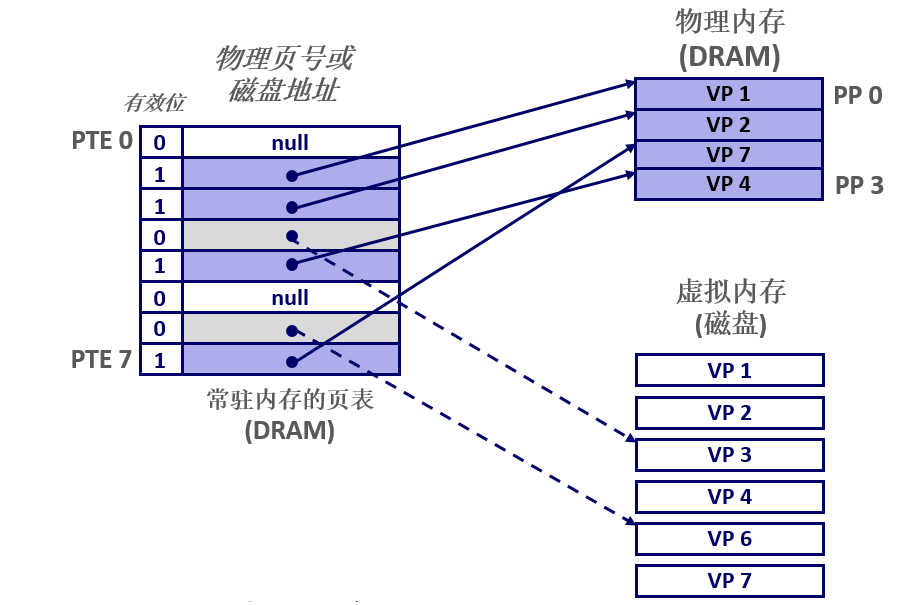 物理内存
(DRAM)
物理页号或
磁盘地址
有效位
PTE 0
0
null
1
1
0
1
0
null
0
PTE 7
1
常驻内存的页表
(DRAM)
VP 1
PP 0
VP 2
VP 7
VP 4
PP 3
虚拟内存
(磁盘)
VP 1
VP 2
VP 3
VP 4
VP 6
VP 7